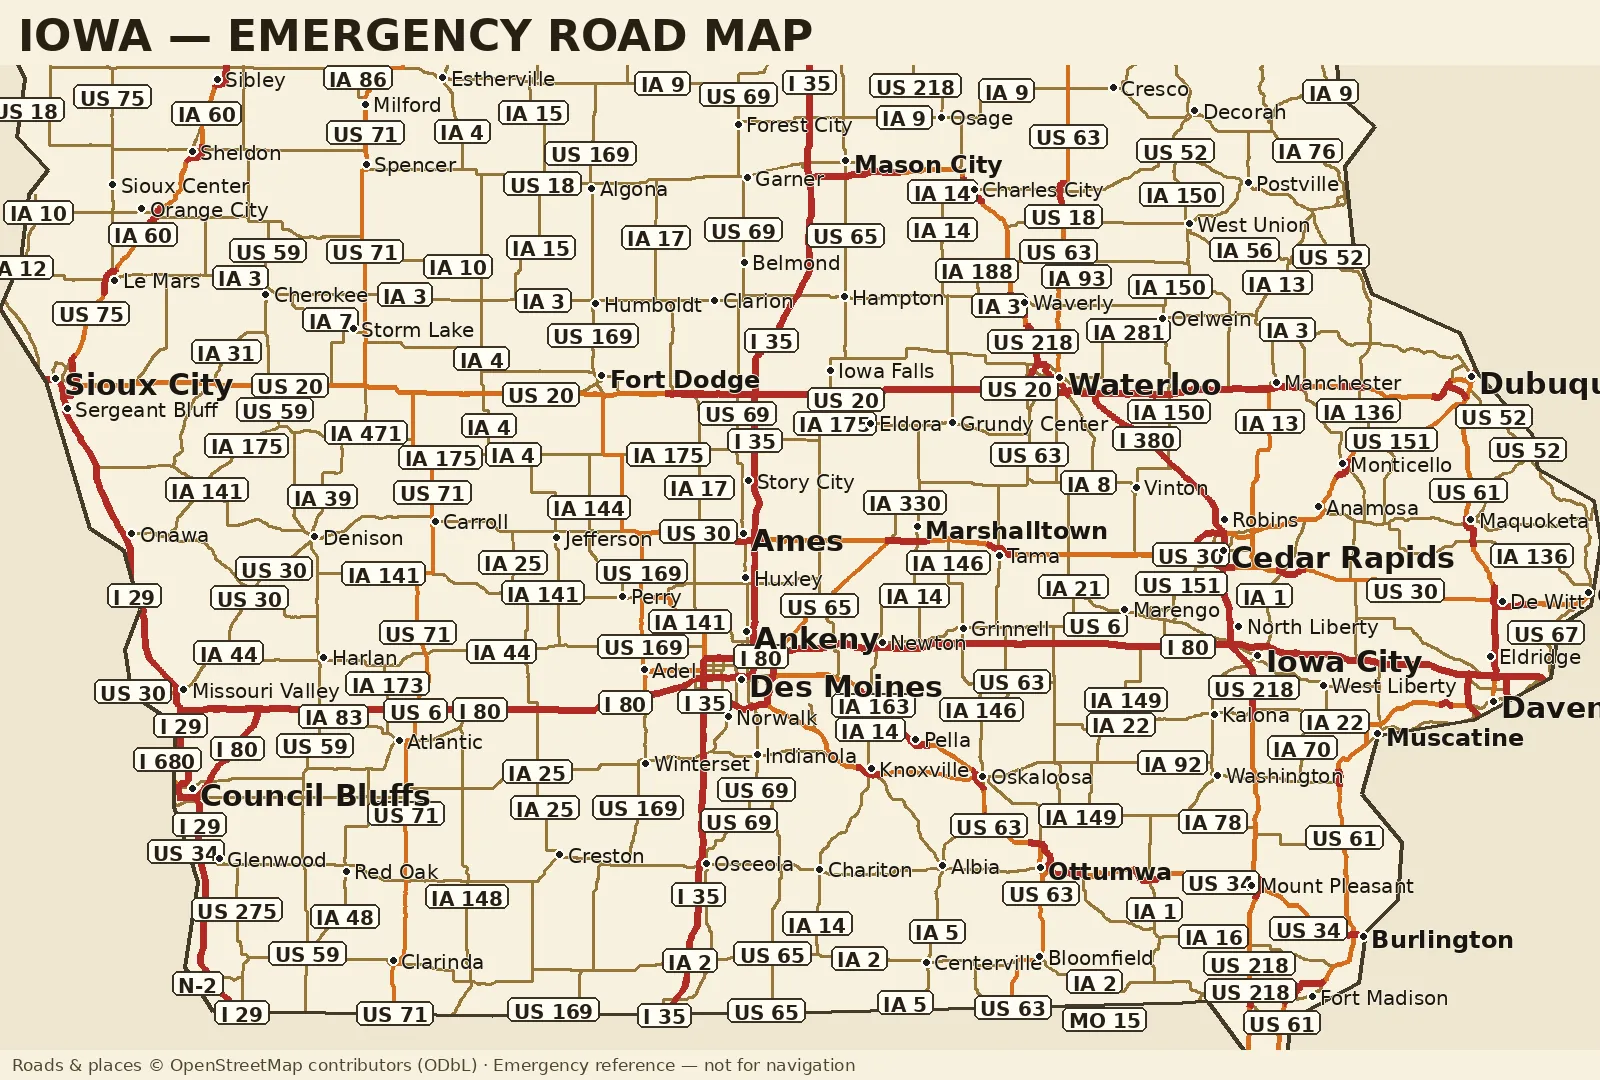 IOWA — EMERGENCY ROAD MAP
Sibley
IA 86
Estherville
IA 9
US 69
I 35
US 218
IA 9
Cresco
IA 9
US 75
US 18
IA 60
Milford
IA 15
Forest City
IA 9
Osage
Decorah
US 71
IA 4
US 63
Sheldon
Spencer
US 169
Mason City
US 52
IA 76
Sioux Center
US 18
Algona
Garner
IA 14
Charles City
IA 150
Postville
IA 10
Orange City
US 18
West Union
IA 60
US 59
US 71
IA 15
IA 17
US 69
US 65
IA 14
US 63
IA 56
US 52
A 12
Le Mars
IA 3
IA 10
Belmond
IA 188
IA 93
IA 150
IA 13
Cherokee
IA 3
IA 3
Humboldt
Clarion
Hampton
IA 3
Waverly
US 75
IA 7
Storm Lake
US 169
I 35
US 218
IA 281
Oelwein
IA 3
IA 31
IA 4
Iowa Falls
Sioux City
US 20
Fort Dodge
US 20
Waterloo
Manchester
Dubuqu
US 20
US 20
Sergeant Bluff
US 59
US 69
IA 175
Eldora
Grundy Center
IA 150
IA 136
US 52
IA 471
IA 4
I 35
I 380
IA 13
US 151
IA 175
IA 175
IA 4
IA 175
US 63
US 52
Monticello
IA 141
IA 39
US 71
IA 17
Story City
IA 8
Vinton
US 61
IA 144
IA 330
Robins
Anamosa
Maquoketa
Onawa
Denison
Carroll
Jefferson
US 30
Ames
Marshalltown
Tama
US 30
Cedar Rapids
IA 136
US 30
IA 141
IA 25
US 169
Huxley
IA 146
IA 21
US 151
US 30
I 29
US 30
IA 141
Perry
US 65
IA 14
Marengo
IA 1
De Witt
IA 141
US 71
US 169
Ankeny
Newton
Grinnell
US 6
North Liberty
US 67
IA 44
Harlan
IA 44
I 80
I 80
Iowa City
Eldridge
US 30
Missouri Valley
IA 173
Adel
Des Moines
US 63
US 218
West Liberty
I 29
IA 83
US 6
I 80
I 80
I 35
Norwalk
IA 163
IA 146
IA 149
IA 22
Kalona
IA 22
Daven
I 680
I 80
US 59
Atlantic
IA 14
Pella
IA 70
Muscatine
Council Bluffs
IA 25
Winterset
Indianola
Knoxville
Oskaloosa
IA 92
Washington
US 71
IA 25
US 169
US 69
US 69
I 29
US 63
IA 149
IA 78
US 61
US 34
Glenwood
Red Oak
Creston
Osceola
Chariton
Albia
Ottumwa
US 34
Mount Pleasant
US 275
IA 48
IA 148
I 35
IA 14
US 63
IA 1
US 34
IA 5
IA 16
Burlington
US 59
Clarinda
IA 2
US 65
IA 2
Centerville
Bloomfield
US 218
N-2
IA 2
US 218
Fort Madison
I 29
US 71
US 169
I 35
US 65
IA 5
US 63
MO 15
US 61
Roads & places © OpenStreetMap contributors (ODbL) · Emergency reference — not for navigation